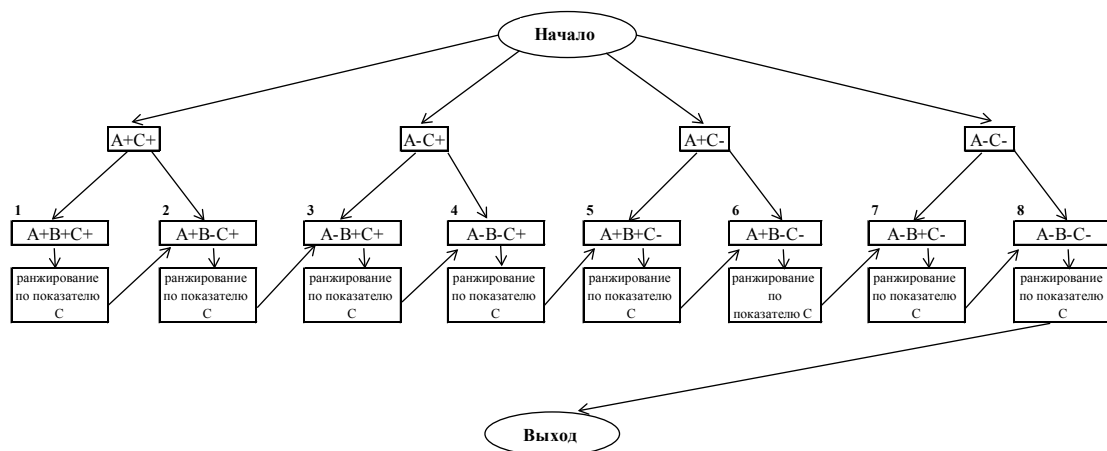 Начало
A+C+
A-C+
A+C-
A-C-
1
2
3
4
5
6
7
8
A+B+C+
A+B-C+
A-B+C+
A-B-C+
A+B+C-
A+B-C-
A-B+C-
A-B-C-
ранжирование
по показателю
С
ранжирование
по показателю
С
ранжирование
по показателю
С
ранжирование
по показателю
С
ранжирование
по показателю
С
ранжирование
по
показателю С
ранжирование
по показателю
С
ранжирование
по показателю
С
Выход